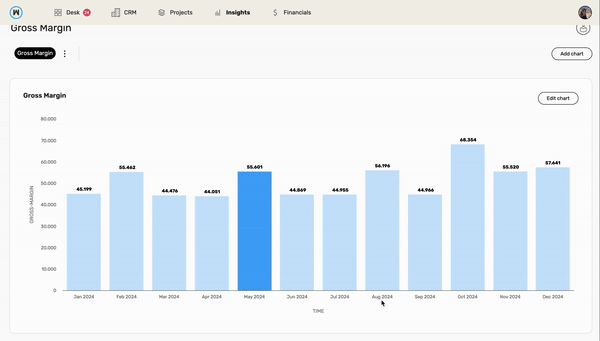 Desk 24 CRM Projects Insights Financials
Gross Margin
Gross Margin Add chart
Gross Margin
Edit chart
80.000
70.000
60.000
50.000
40.000
30.000
20.000
10.000
0
GROSS-MARGIN
45.199 55.462 44.476 44.051 55.601 44.869 44.955 56.196 44.966 68.354 55.520 57.641
Jan 2024 Feb 2024 Mar 2024 Apr 2024 May 2024 Jun 2024 Jul 2024 Aug 2024 Sep 2024 Oct 2024 Nov 2024 Dec 2024
TIME